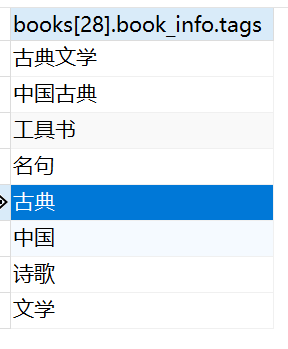 books[28].book_info.tags
古典文学
中国古典
工具书
名句
古典
中国
诗歌
文学